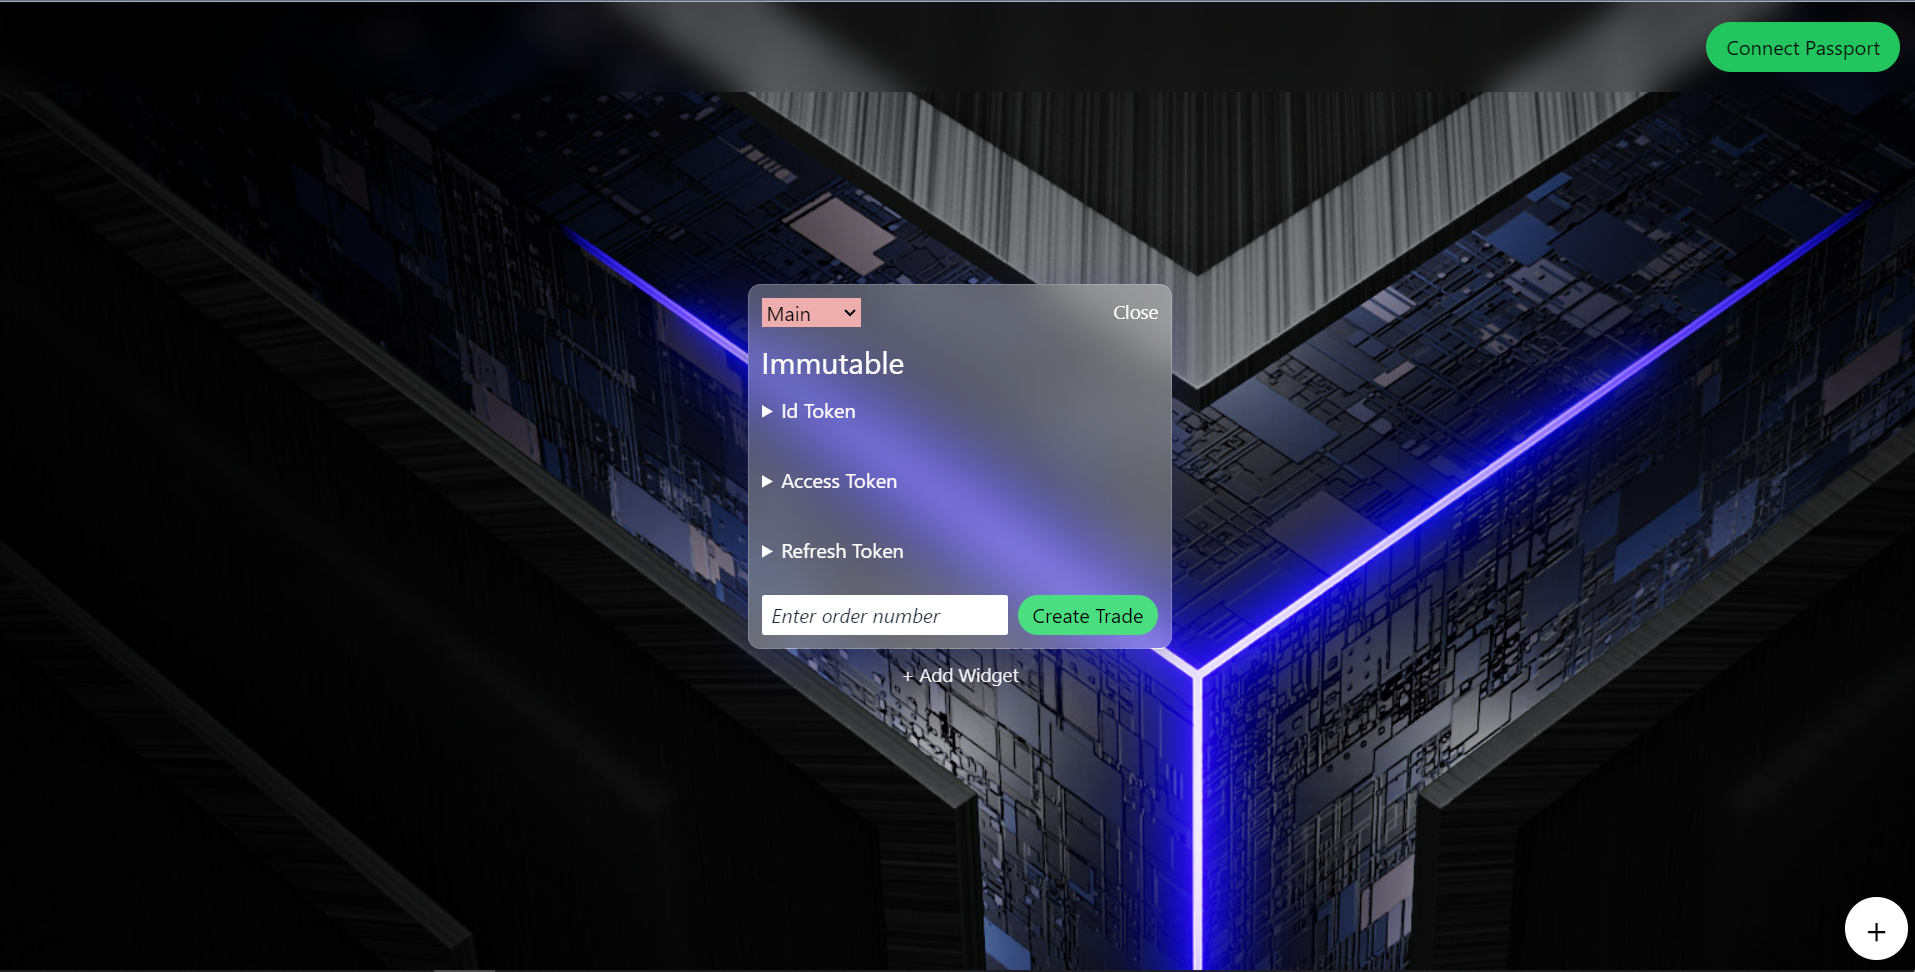 Connect Passport
Main
Close
Immutable
Id Token
Access Token
Refresh Token
Enter order number
Create Trade
+ Add Widget
+